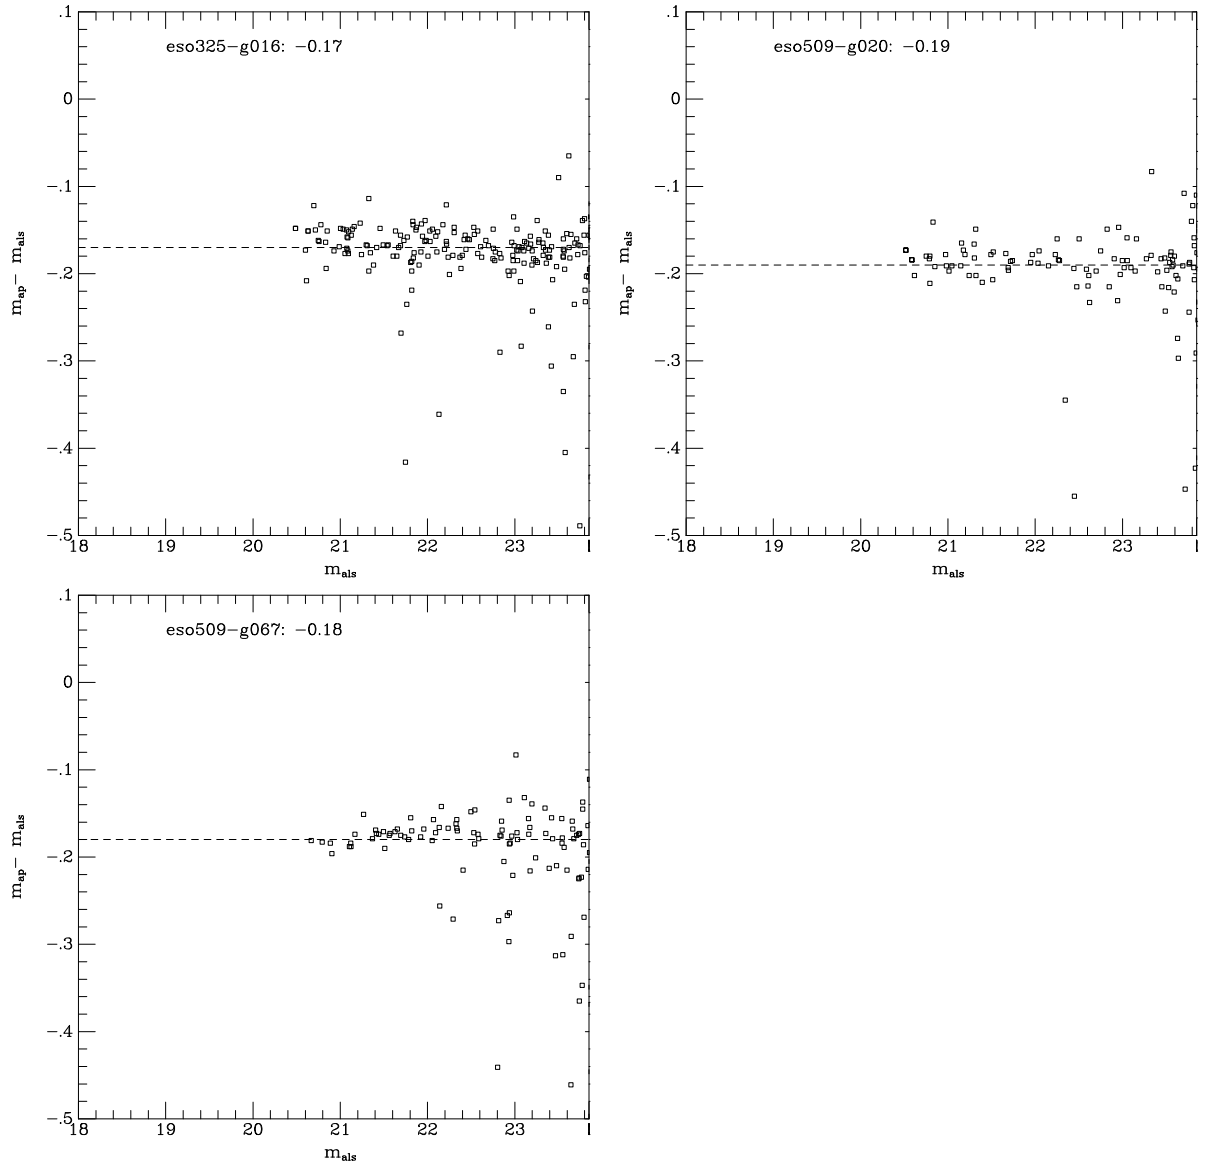 .1
eso325-g016: -0.17
0
-.1
-.2
-.3
-.4
-.5
18 19 20 21 22 23
m_als
m_ap- m_als
.1
eso509-g020: -0.19
0
-.1
-.2
-.3
-.4
-.5
18 19 20 21 22 23
m_als
m_ap- m_als
.1
eso509-g067: -0.18
0
-.1
-.2
-.3
-.4
-.5
18 19 20 21 22 23
m_als
m_ap- m_als